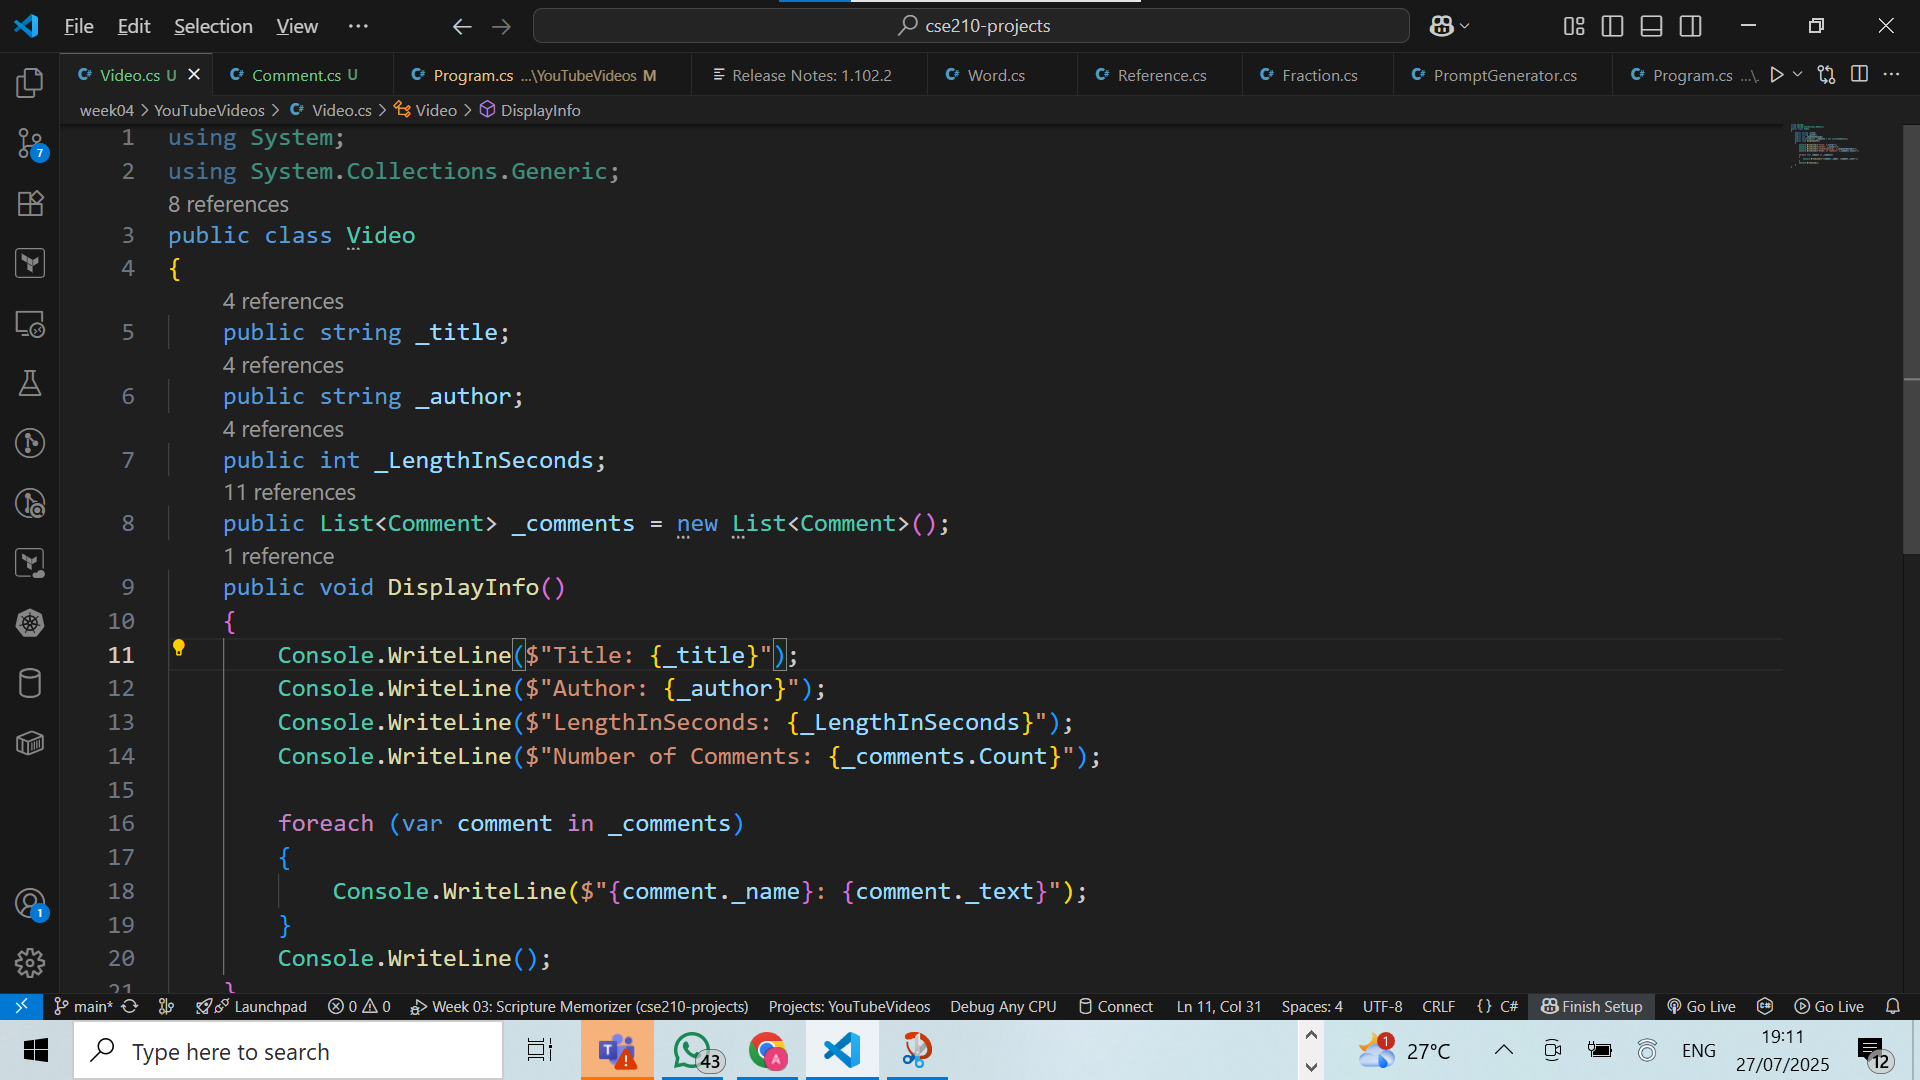 File Edit Selection View ··· cse210-projects
Video.cs U Comment.cs U Program.cs ...\YouTubeVideos M Release Notes: 1.102.2 Word.cs Reference.cs Fraction.cs PromptGenerator.cs Program.cs ...\.
week04 > YouTubeVideos > Video.cs > Video > DisplayInfo
1 using System;
2 using System.Collections.Generic;
8 references
3 public class Video
4 {
4 references
5 public string _title;
4 references
6 public string _author;
4 references
7 public int _LengthInSeconds;
11 references
8 public List<Comment> _comments = new List<Comment>();
1 reference
9 public void DisplayInfo()
10 {
11 Console.WriteLine($"Title: {_title}");
12 Console.WriteLine($"Author: {_author}");
13 Console.WriteLine($"LengthInSeconds: {_LengthInSeconds}");
14 Console.WriteLine($"Number of Comments: {_comments.Count}");
15
16 foreach (var comment in _comments)
17 {
18 Console.WriteLine($"{comment._name}: {comment._text}");
19 }
20 Console.WriteLine();
21 }
7
1
main* Launchpad 0 0 Week 03: Scripture Memorizer (cse210-projects) Projects: YouTubeVideos Debug Any CPU Connect Ln 11, Col 31 Spaces: 4 UTF-8 CRLF {} C# Finish Setup Go Live Go Live
Type here to search 43 A 1 27°C ENG 19:11 12
27/07/2025